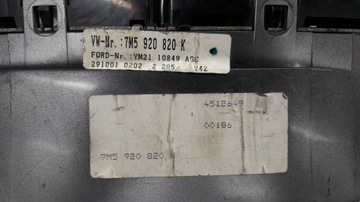 VW-Nr.:7M5 920 820 K
FORD-Nr.:YM21 10849 AGC
291001 0202 2 285 442
4512649
00186
7M5 920 820